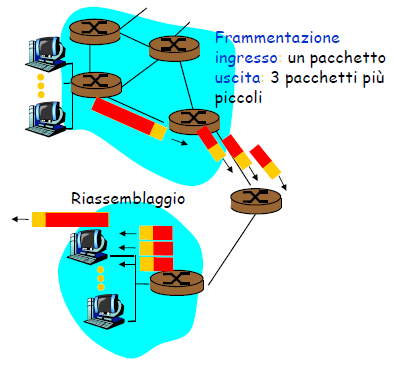 Frammentazione
ingresso: un pacchetto
uscita: 3 pacchetti più
piccoli
Riassemblaggio